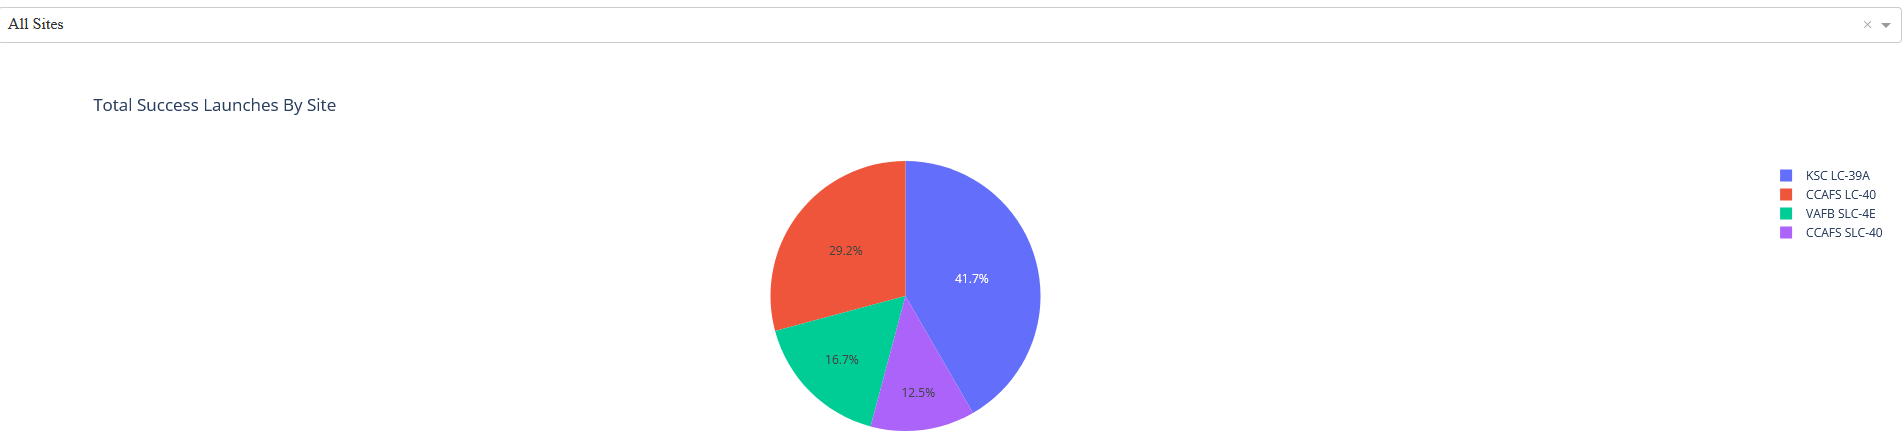 All Sites
×
Total Success Launches By Site
KSC LC-39A
CCAFS LC-40
VAFB SLC-4E
CCAFS SLC-40
29.2%
41.7%
16.7%
12.5%